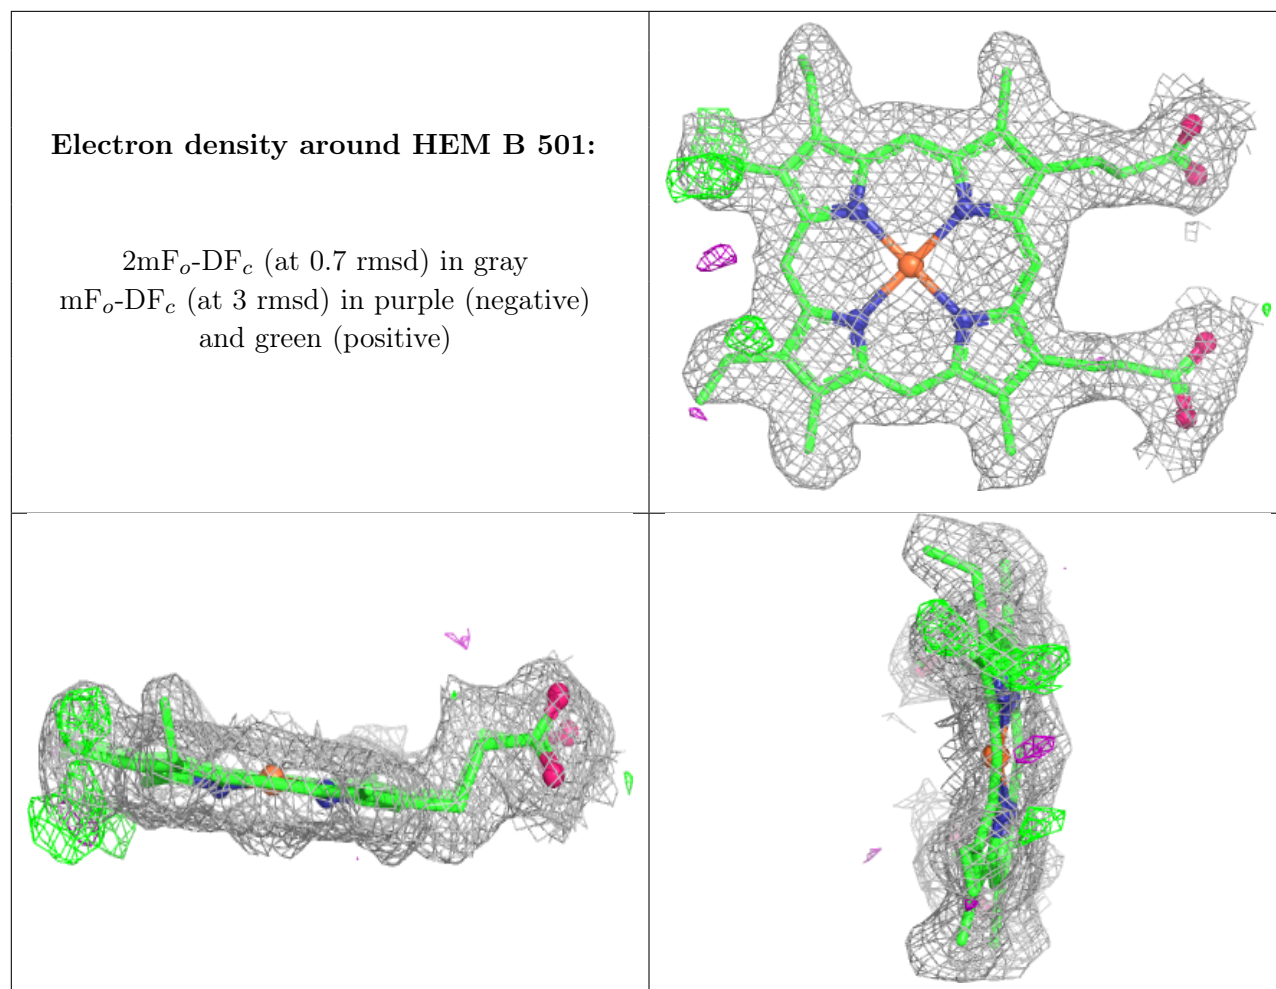 Electron density around HEM B 501:
2mFo-DFc (at 0.7 rmsd) in gray
mFo-DFc (at 3 rmsd) in purple (negative)
and green (positive)